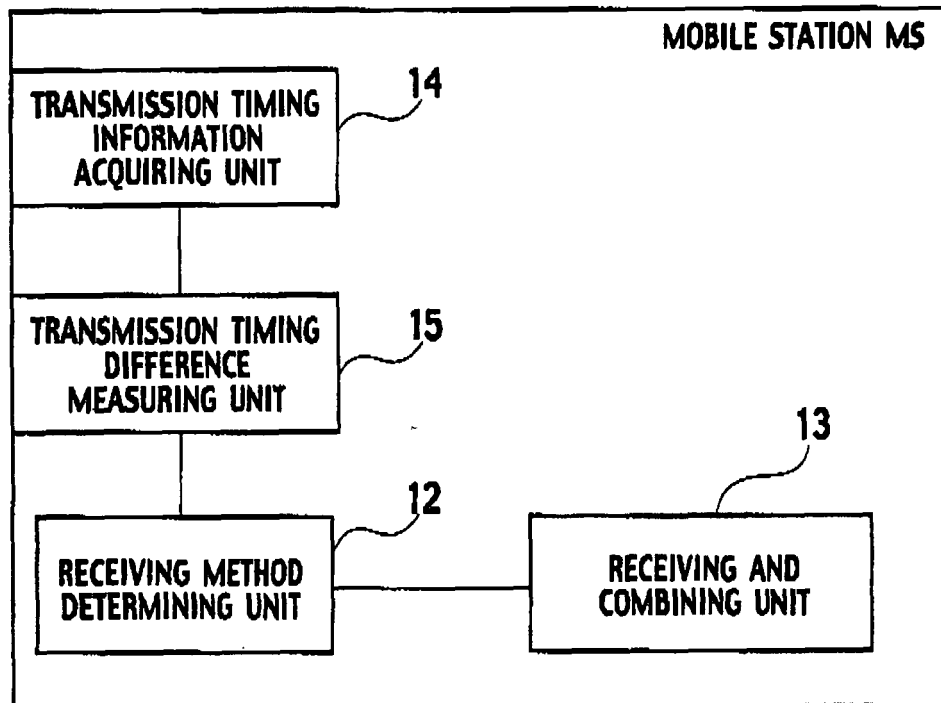 MOBILE STATION MS
14
TRANSMISSION TIMING
INFORMATION
ACQUIRING UNIT
15
TRANSMISSION TIMING
DIFFERENCE
MEASURING UNIT
13
12
RECEIVING METHOD
DETERMINING UNIT
RECEIVING AND
COMBINING UNIT